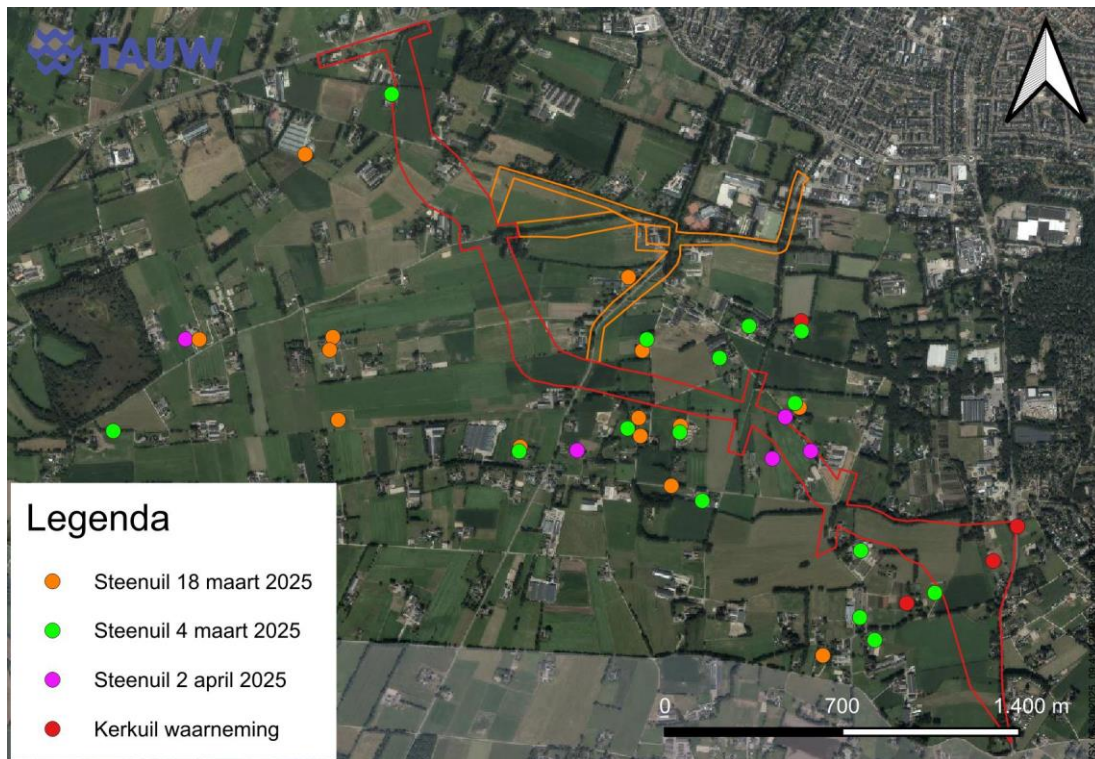 TAUW
Legenda
Steenuil 18 maart 2025
Steenuil 4 maart 2025
Steenuil 2 april 2025
Kerkuil waarneming
0 700 1.400 m